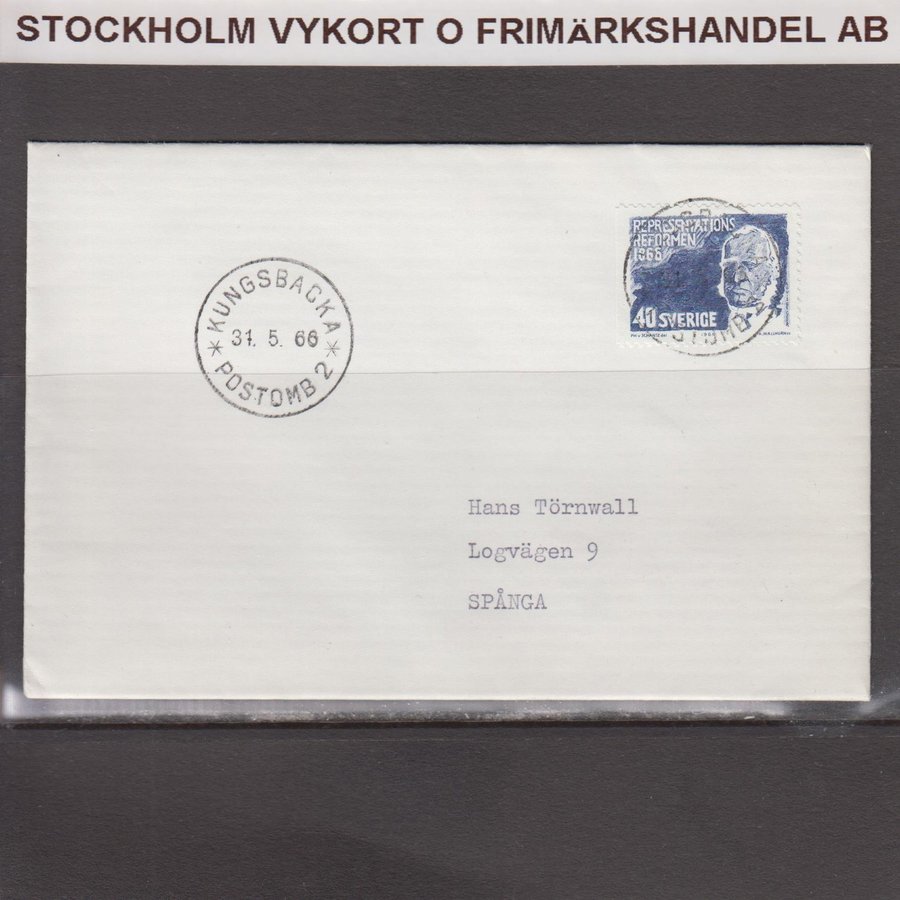 STOCKHOLM VYKORT O FRIMäRKSHANDEL AB
REPRESENTATIONS
REFORMEN
1866
40 SVERIGE
KUNGSBACKA
31. 5. 66
POSTOMB 2
Hans Törnwall
Logvägen 9
SPÅNGA